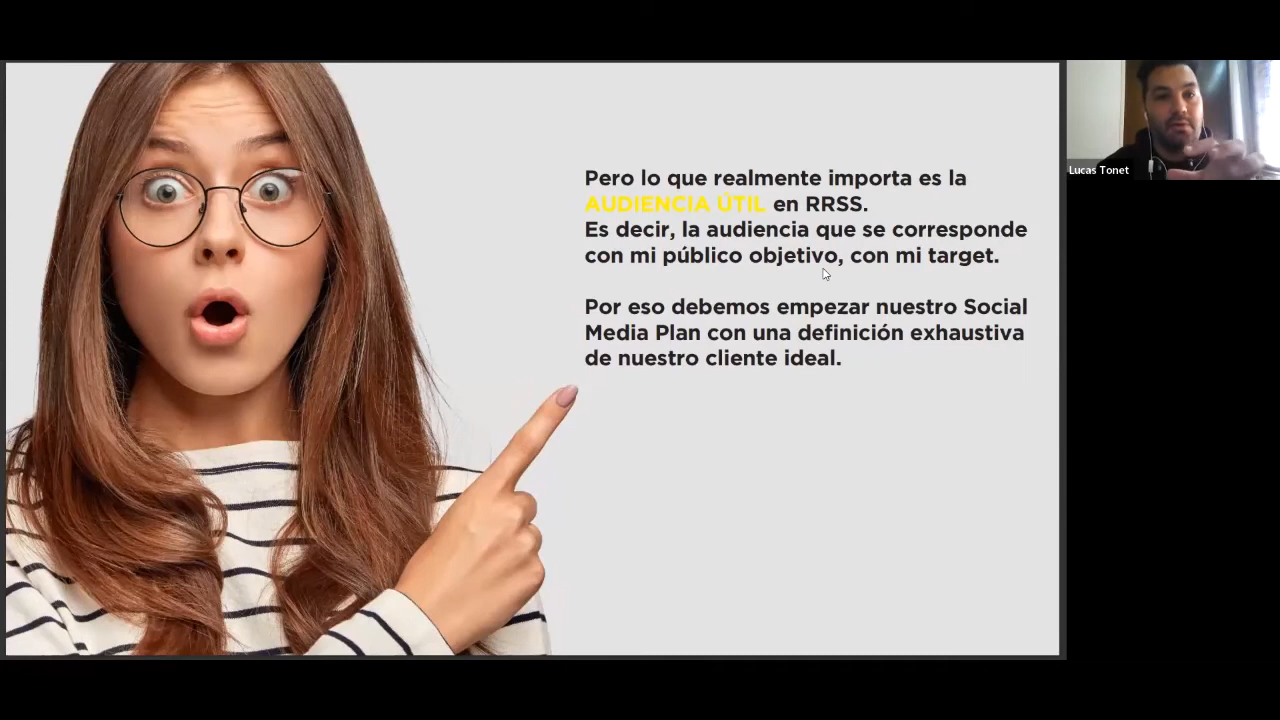 Pero lo que realmente importa es la
AUDIENCIA ÚTIL en RRSS.
Es decir, la audiencia que se corresponde
con mi público objetivo, con mi target.
Por eso debemos empezar nuestro Social
Media Plan con una definición exhaustiva
de nuestro cliente ideal.
Lucas Tonet